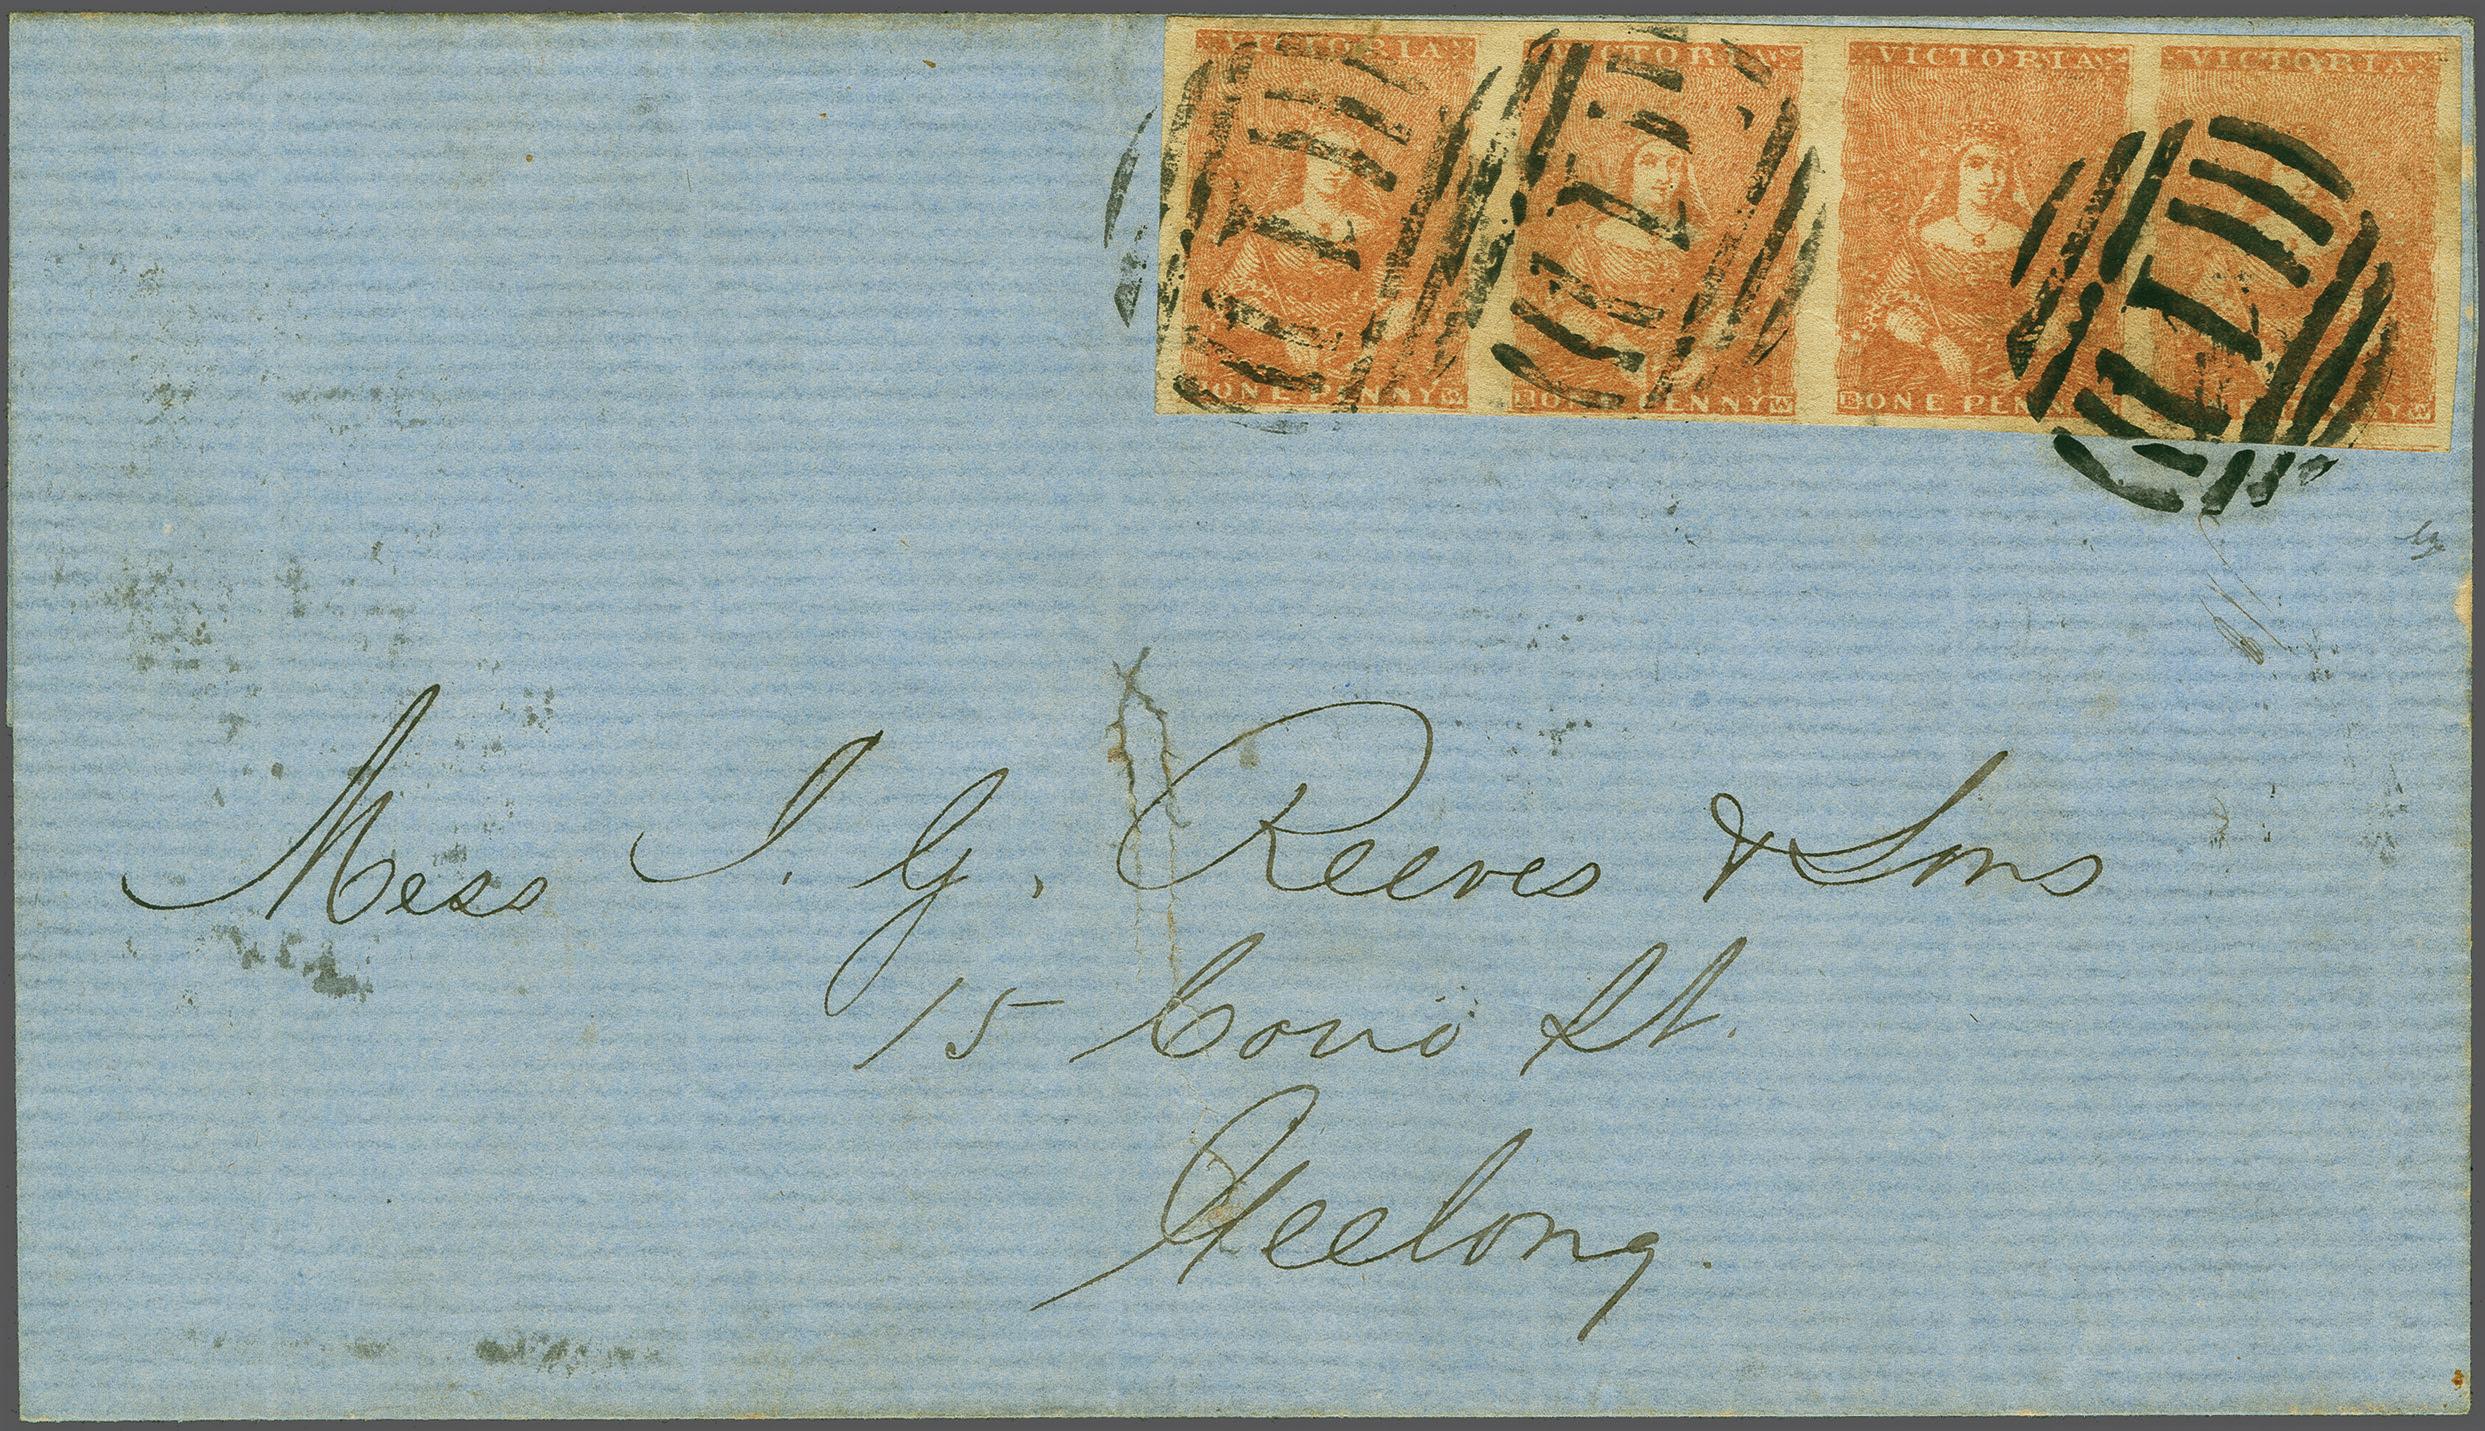 VICTORIA VICTORIA VICTORIA VICTORIA
ONE PENNY ONE PENNY ONE PENNY
Mess J. G. Reeves & Sons
15 Corio St.
Geelong.